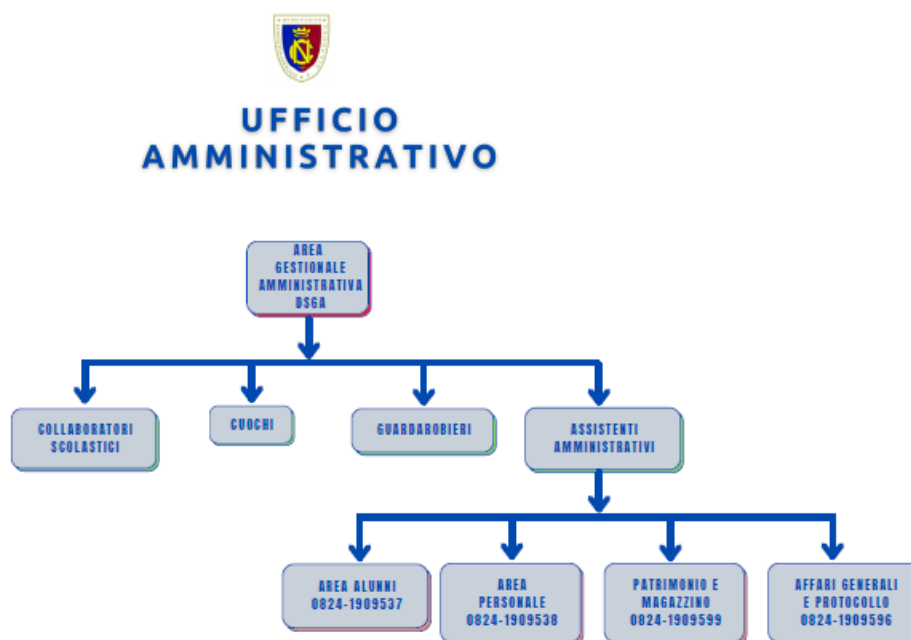 UFFICIO
AMMINISTRATIVO
AREA
GESTIONALE
AMMINISTRATIVA
DSGA
COLLABORATORI
SCOLASTICI
CUOCHI
GUARDAROBIERI
ASSISTENTI
AMMINISTRATIVI
AREA ALUNNI
0824-1909537
AREA
PERSONALE
0824-1909538
PATRIMONIO E
MAGAZZINO
0824-1909599
AFFARI GENERALI
E PROTOCOLLO
0824-1909596